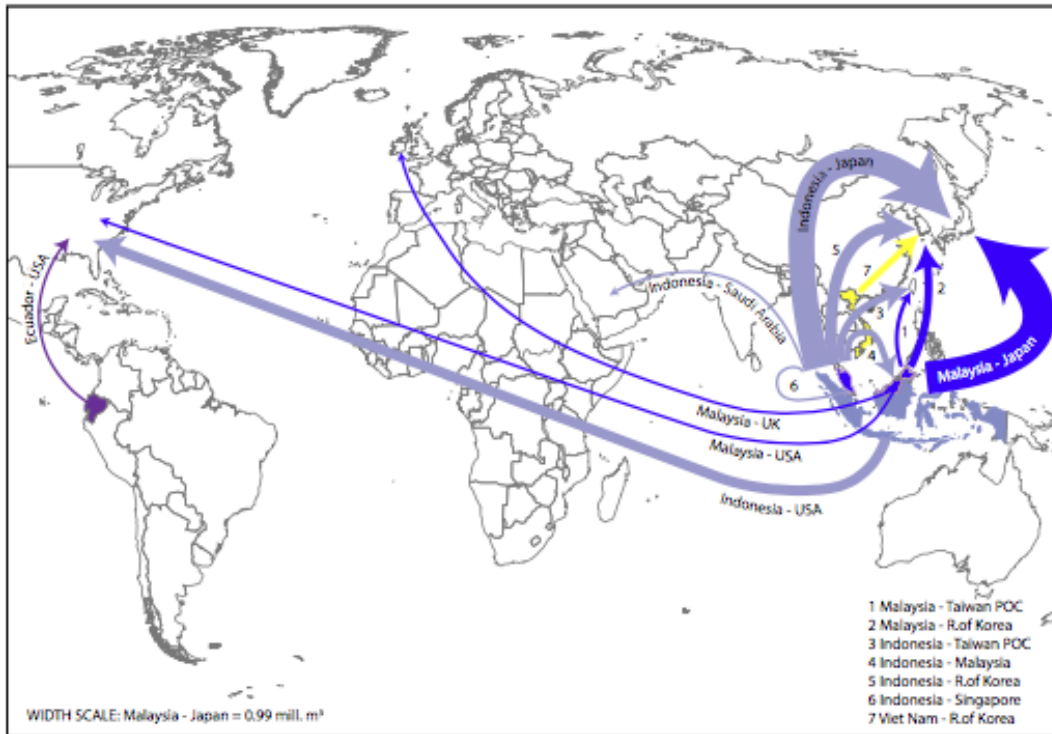 Indonesia - Japan
5
7
2
Indonesia - Saudi Arabia
3
1
4
6
Ecuador - USA
Malaysia - Japan
Malaysia - UK
Malaysia - USA
Indonesia - USA
1 Malaysia - Taiwan POC
2 Malaysia - R.of Korea
3 Indonesia - Taiwan POC
4 Indonesia - Malaysia
5 Indonesia - R.of Korea
6 Indonesia - Singapore
7 Viet Nam - R.of Korea
WIDTH SCALE: Malaysia - Japan = 0.99 mill. m³